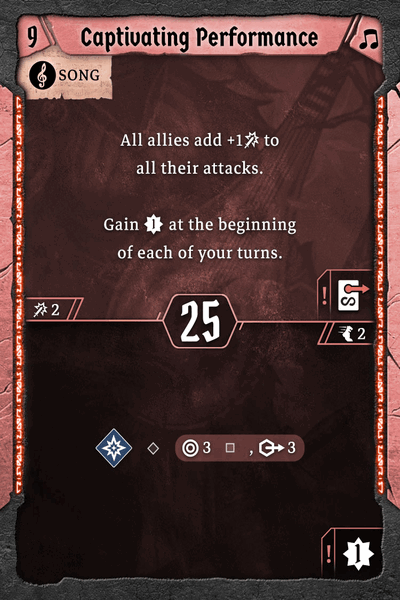 9 Captivating Performance
SONG
All allies add +1 to
all their attacks.
Gain 1 at the beginning
of each of your turns.
2
25
!
2
3 , 3
! 1